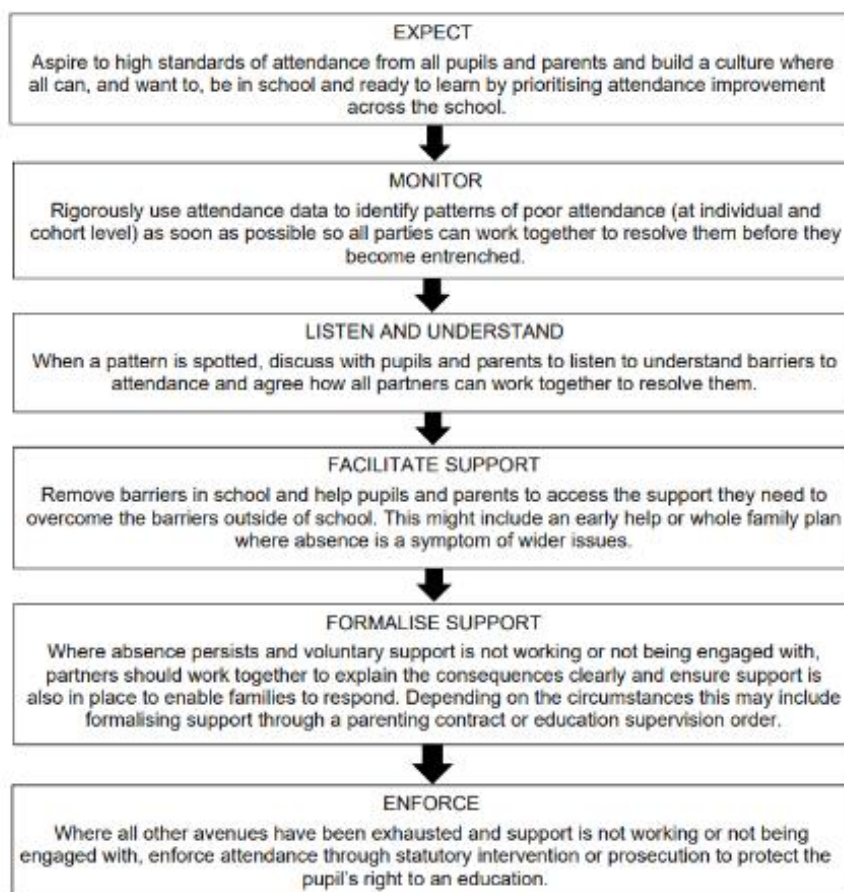 EXPECT
Aspire to high standards of attendance from all pupils and parents and build a culture where
all can, and want to, be in school and ready to learn by prioritising attendance improvement
across the school.
MONITOR
Rigorously use attendance data to identify patterns of poor attendance (at individual and
cohort level) as soon as possible so all parties can work together to resolve them before they
become entrenched.
LISTEN AND UNDERSTAND
When a pattern is spotted, discuss with pupils and parents to listen to understand barriers to
attendance and agree how all partners can work together to resolve them.
FACILITATE SUPPORT
Remove barriers in school and help pupils and parents to access the support they need to
overcome the barriers outside of school. This might include an early help or whole family plan
where absence is a symptom of wider issues.
FORMALISE SUPPORT
Where absence persists and voluntary support is not working or not being engaged with,
partners should work together to explain the consequences clearly and ensure support is
also in place to enable families to respond. Depending on the circumstances this may include
formalising support through a parenting contract or education supervision order.
ENFORCE
Where all other avenues have been exhausted and support is not working or not being
engaged with, enforce attendance through statutory intervention or prosecution to protect the
pupil's right to an education.